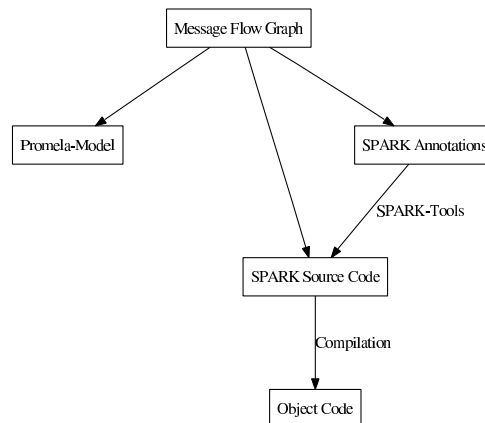 Message Flow Graph
Promela-Model
SPARK Annotations
SPARK-Tools
SPARK Source Code
Compilation
Object Code